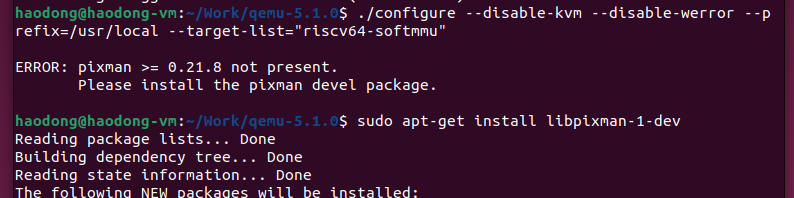 haodong@haodong-vm:~/Work/qemu-5.1.0$ ./configure --disable-kvm --disable-werror --p
refix=/usr/local --target-list="riscv64-softmmu"
ERROR: pixman >= 0.21.8 not present.
       Please install the pixman devel package.
haodong@haodong-vm:~/Work/qemu-5.1.0$ sudo apt-get install libpixman-1-dev
Reading package lists... Done
Building dependency tree... Done
Reading state information... Done
The following NEW packages will be installed: